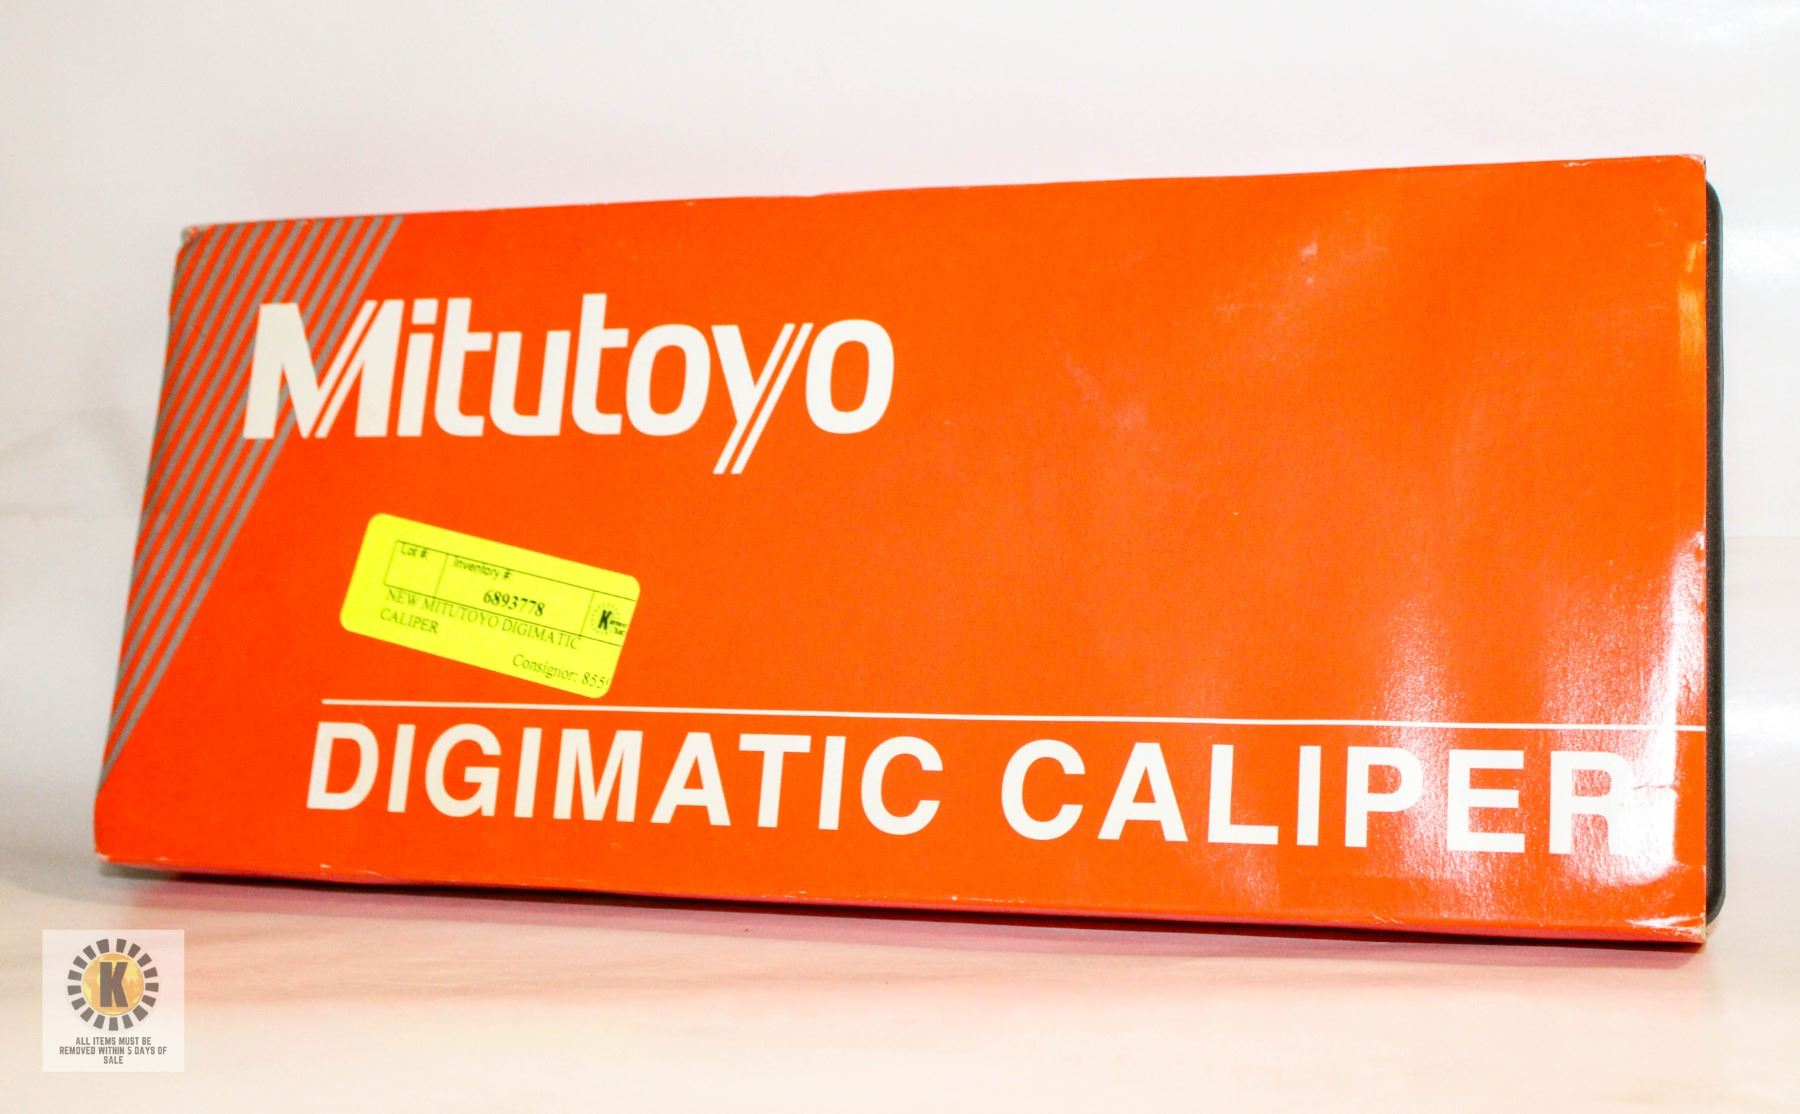 Mitutoyo
Lot #:
Inventory #:
6893778
NEW MITUTOYO DIGIMATIC
CALIPER
K
Consignor: 855
DIGIMATIC CALIPER
K
ALL ITEMS MUST BE
REMOVED WITHIN 5 DAYS OF
SALE